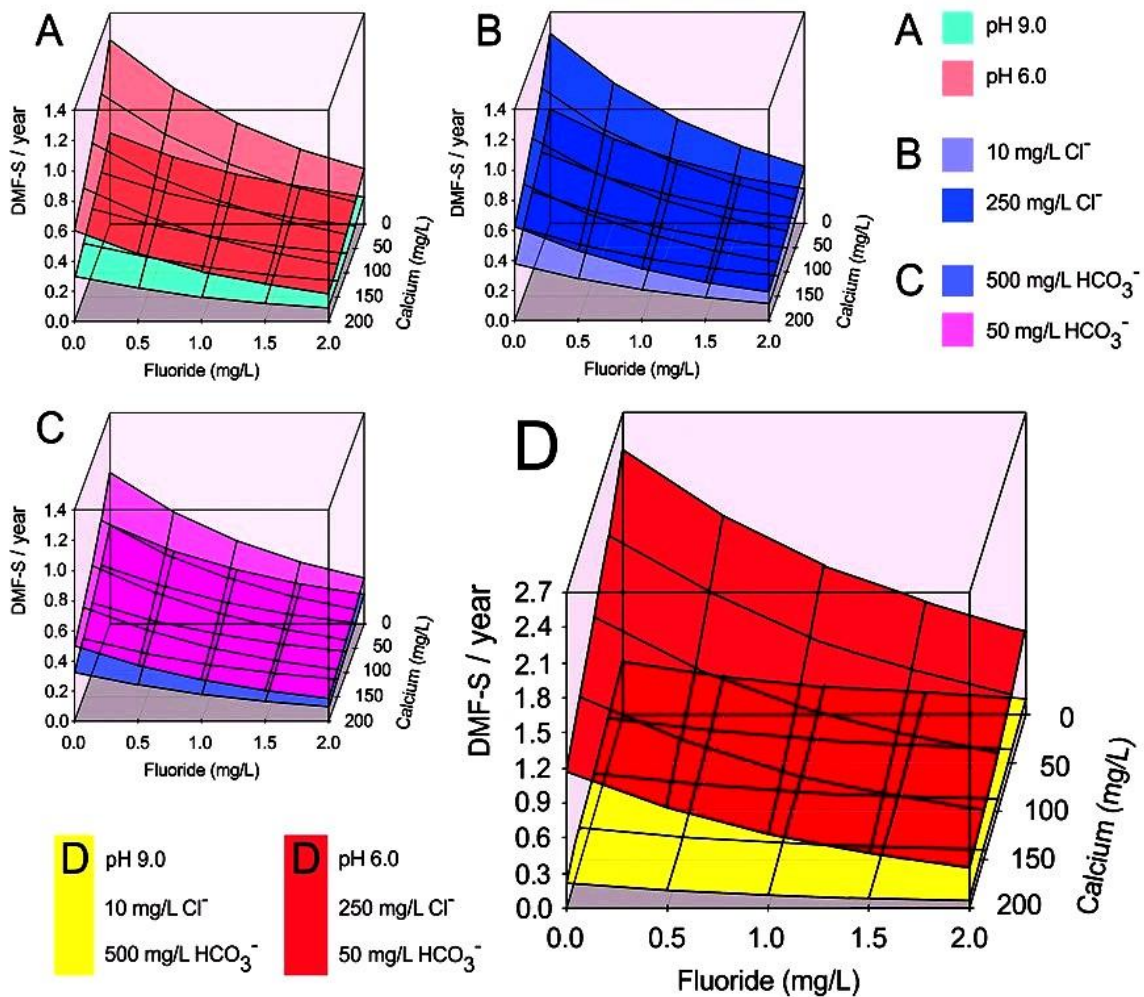 A
1.4
1.2
1.0
0.8
0.6
0.4
0.2
0.0
DMF-S / year
0.0 0.5 1.0 1.5 2.0
Fluoride (mg/L)
0
50
100
150
200
Calcium (mg/L)
B
1.4
1.2
1.0
0.8
0.6
0.4
0.2
0.0
DMF-S / year
0.0 0.5 1.0 1.5 2.0
Fluoride (mg/L)
0
50
100
150
200
Calcium (mg/L)
A
pH 9.0
pH 6.0
B
10 mg/L Cl⁻
250 mg/L Cl⁻
C
500 mg/L HCO₃⁻
50 mg/L HCO₃⁻
C
1.4
1.2
1.0
0.8
0.6
0.4
0.2
0.0
DMF-S / year
0.0 0.5 1.0 1.5 2.0
Fluoride (mg/L)
0
50
100
150
200
Calcium (mg/L)
D
2.7
2.4
2.1
1.8
1.5
1.2
0.9
0.6
0.3
0.0
DMF-S / year
0.0 0.5 1.0 1.5 2.0
Fluoride (mg/L)
0
50
100
150
200
Calcium (mg/L)
D
pH 9.0
10 mg/L Cl⁻
500 mg/L HCO₃⁻
D
pH 6.0
250 mg/L Cl⁻
50 mg/L HCO₃⁻